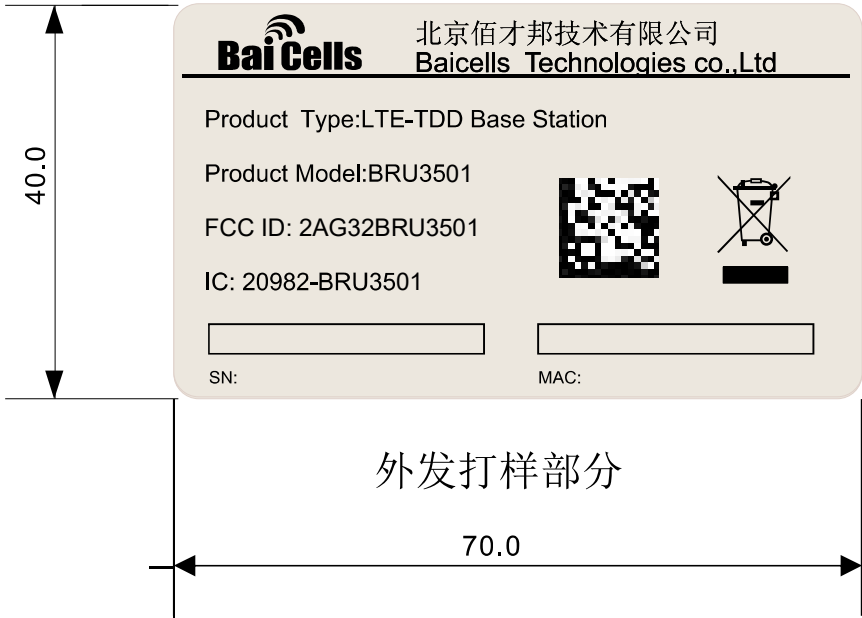 BaiCells
北京佰才邦技术有限公司
Baicells Technologies co.,Ltd
Product Type:LTE-TDD Base Station
Product Model:BRU3501
FCC ID: 2AG32BRU3501
IC: 20982-BRU3501
SN:
MAC:
40.0
外发打样部分
70.0